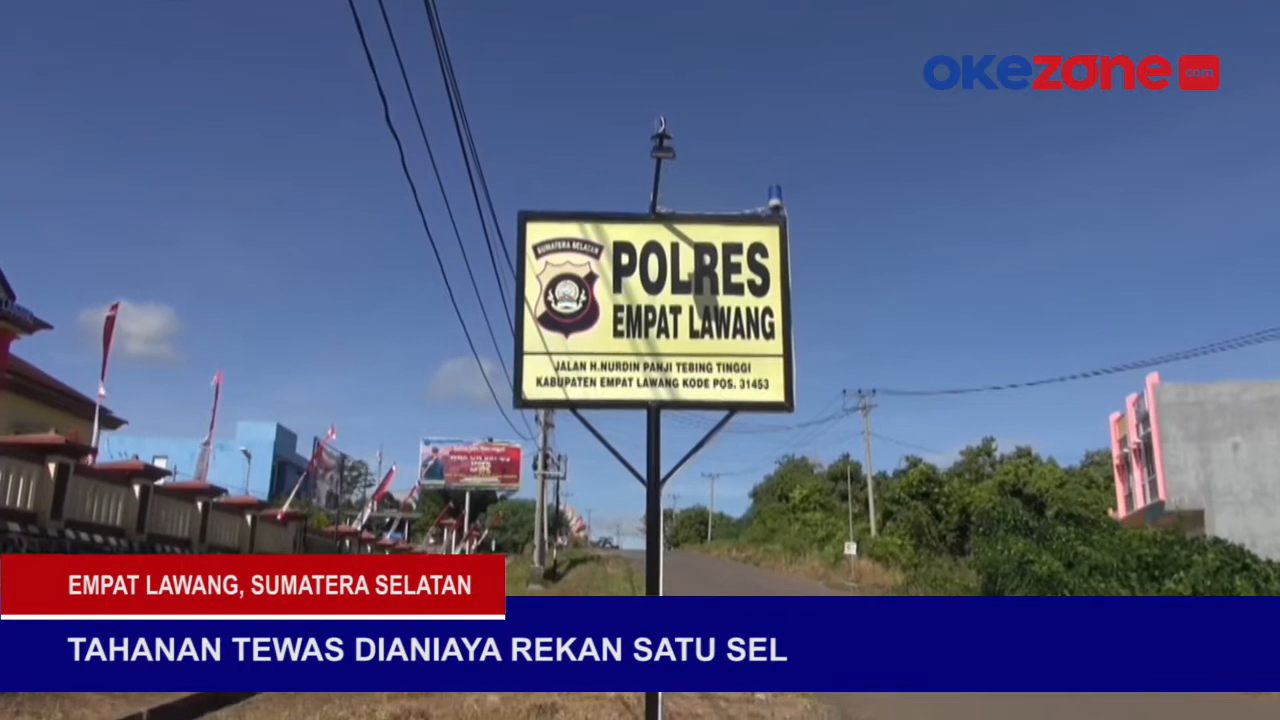 okezone.com
SUMATERA SELATAN
POLRES
EMPAT LAWANG
JALAN H.NURDIN PANJI TEBING TINGGI
KABUPATEN EMPAT LAWANG KODE POS. 31453
EMPAT LAWANG, SUMATERA SELATAN
TAHANAN TEWAS DIANIAYA REKAN SATU SEL